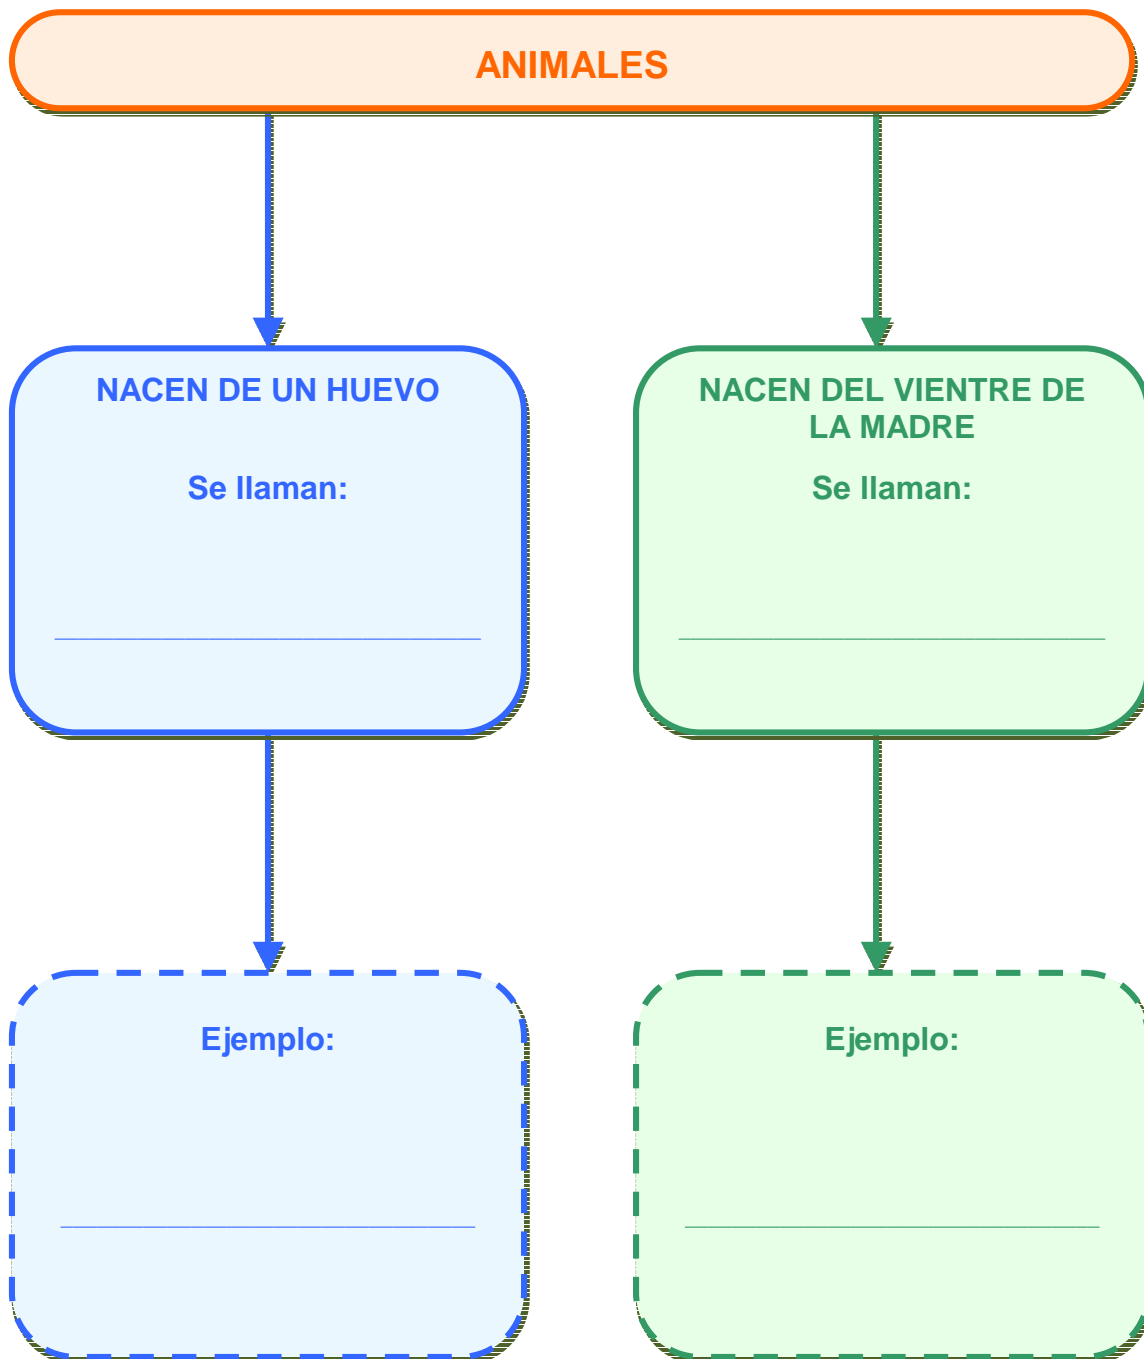 ANIMALES
NACEN DE UN HUEVO
Se llaman:
NACEN DEL VIENTRE DE
LA MADRE
Se llaman:
Ejemplo:
Ejemplo: